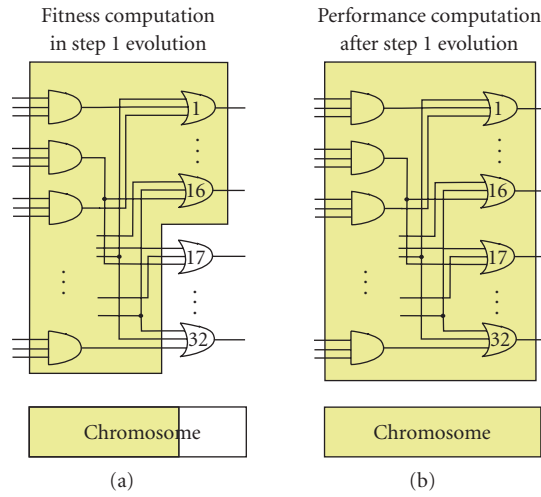 Fitness computation
in step 1 evolution
Performance computation
after step 1 evolution
1
16
17
32
Chromosome
(a)
1
16
17
32
Chromosome
(b)